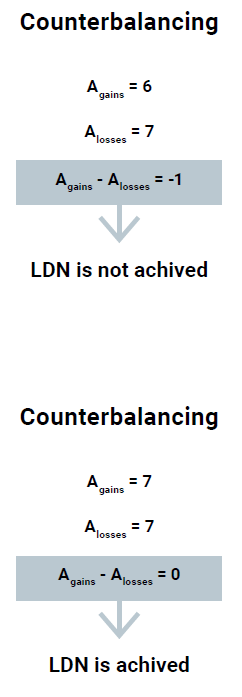 Counterbalancing
Agains = 6
Alosses = 7
Agains - Alosses = -1
LDN is not achived
Counterbalancing
Agains = 7
Alosses = 7
Agains - Alosses = 0
LDN is achived